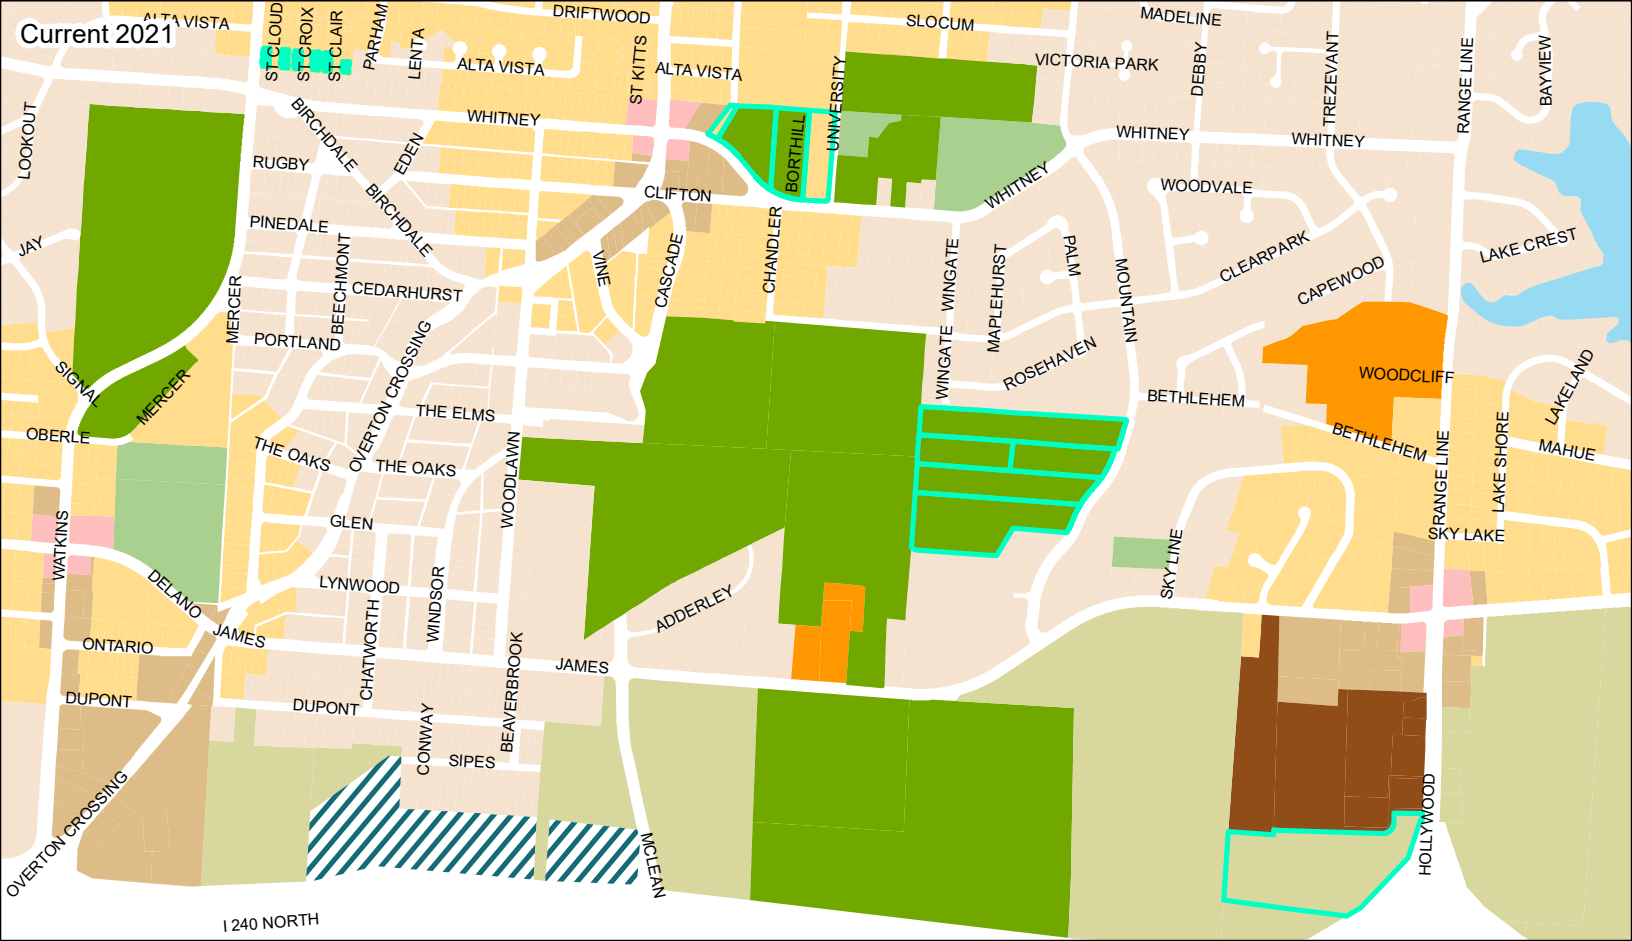 Current 2021
ALTA VISTA
ST CLOUD
ST CROIX
ST CLAIR
PARHAM
LENTA
ALTA VISTA
DRIFTWOOD
ST KITTS
ALTA VISTA
UNIVERSITY
SLOCUM
VICTORIA PARK
MADELINE
DEBBY
TREZEVANT
RANGE LINE
BAYVIEW
LOOKOUT
BIRCHDALE
EDEN
WHITNEY
BORTHILL
WHITNEY
WHITNEY
WHITNEY
RUGBY
BIRCHDALE
CLIFTON
WOODVALE
JAY
PINEDALE
BEECHMONT
VINE
CASCADE
CHANDLER
WINGATE
MAPLEHURST
PALM
MOUNTAIN
CLEARPARK
CAPEWOOD
LAKE CREST
MERCER
CEDARHURST
PORTLAND
OVERTON CROSSING
WINGATE
ROSEHAVEN
SIGNAL
MERCER
THE ELMS
BETHLEHEM
WOODCLIFF
LAKELAND
OBERLE
THE OAKS
THE OAKS
WOODLAWN
BETHLEHEM
RANGE LINE
LAKE SHORE
MAHUE
WATKINS
GLEN
SKY LINE
SKY LAKE
DELANO
LYNWOOD
WINDSOR
CHATWORTH
ADDERLEY
ONTARIO
JAMES
JAMES
BEAVERBROOK
DUPONT
DUPONT
CONWAY
SIPES
OVERTON CROSSING
MCLEAN
HOLLYWOOD
I 240 NORTH